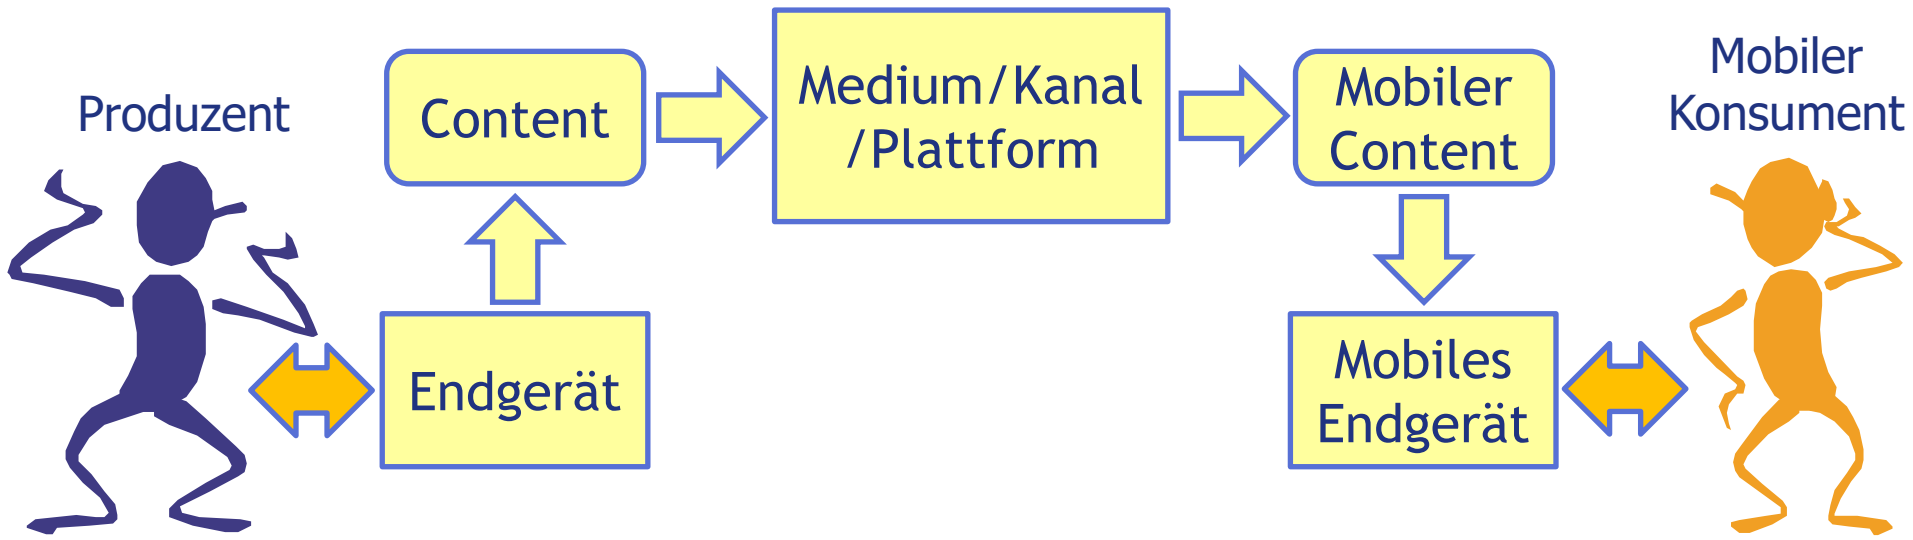 Produzent
Content
Medium/Kanal
/Plattform
Mobiler
Content
Mobiler
Konsument
Endgerät
Mobiles
Endgerät